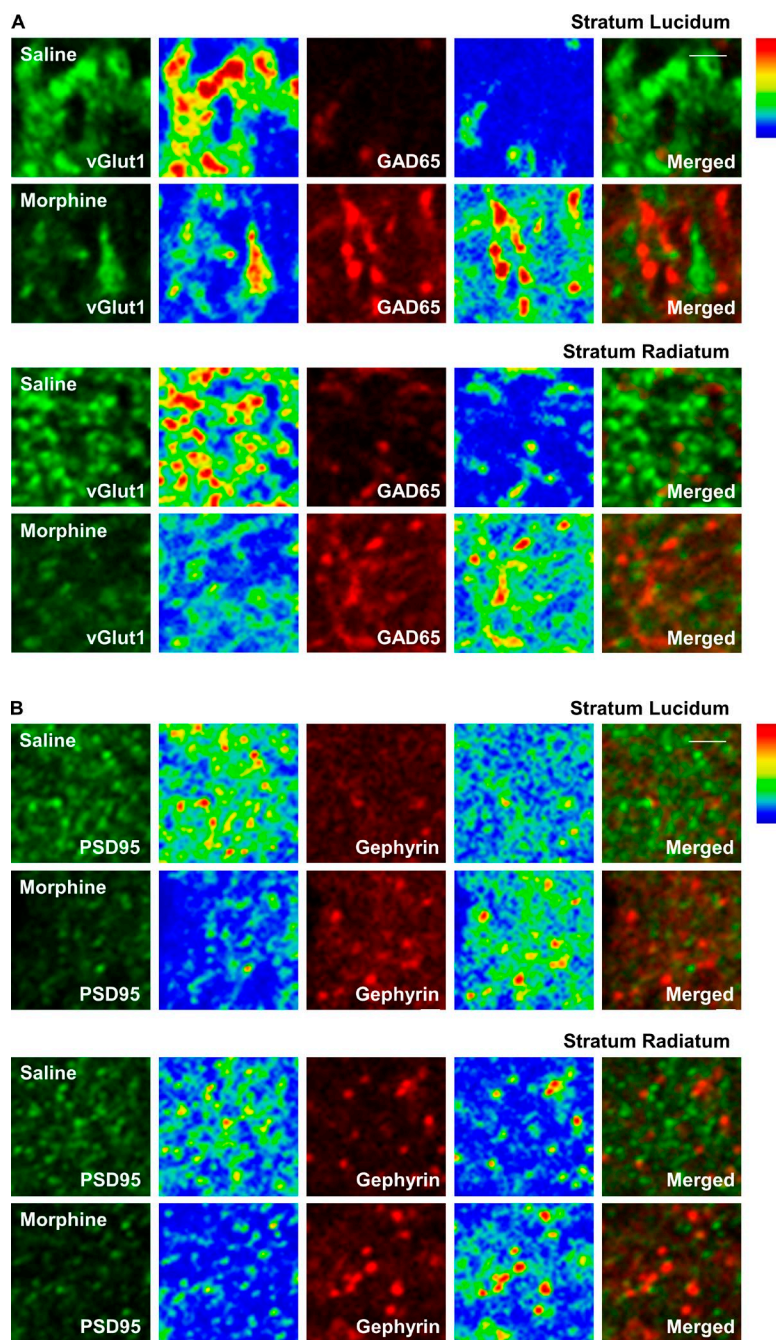 A
Stratum Lucidum
Saline
vGlut1
GAD65
Merged
Morphine
vGlut1
GAD65
Merged
Stratum Radiatum
Saline
vGlut1
GAD65
Merged
Morphine
vGlut1
GAD65
Merged
B
Stratum Lucidum
Saline
PSD95
Gephyrin
Merged
Morphine
PSD95
Gephyrin
Merged
Stratum Radiatum
Saline
PSD95
Gephyrin
Merged
Morphine
PSD95
Gephyrin
Merged